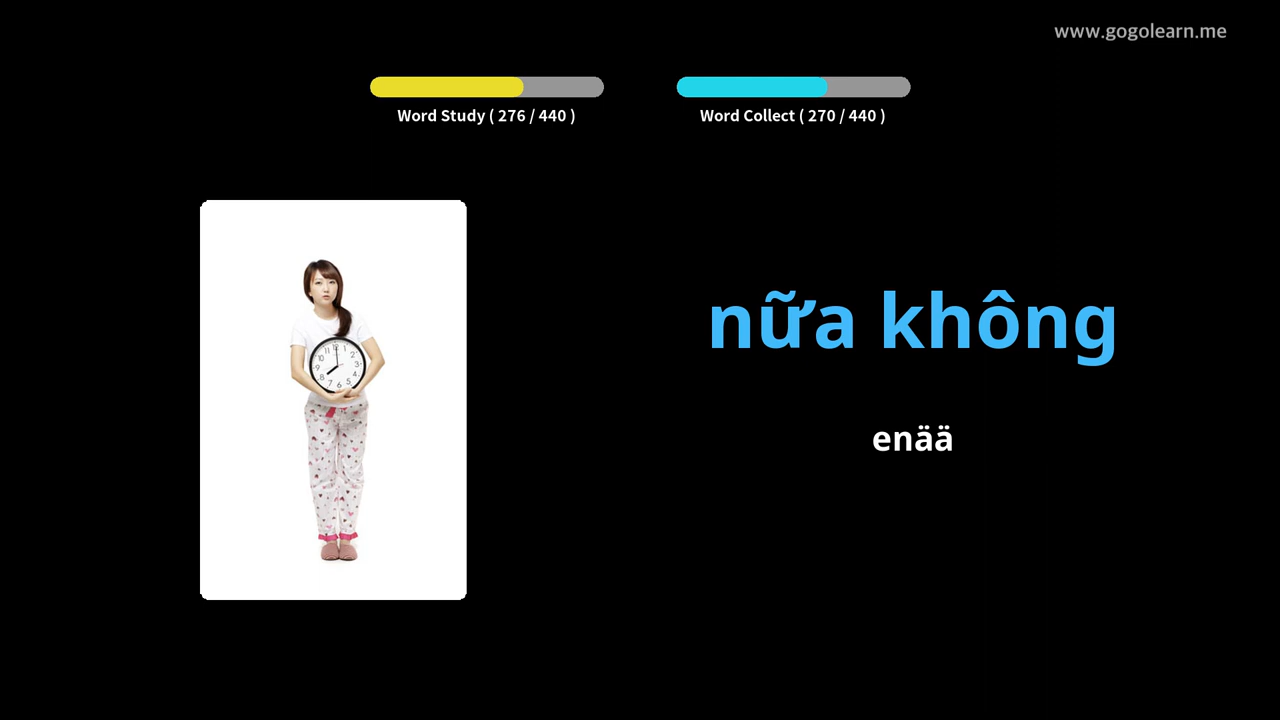 www.gogolearn.me
Word Study ( 276 / 440 )
Word Collect ( 270 / 440 )
nữa không
enää